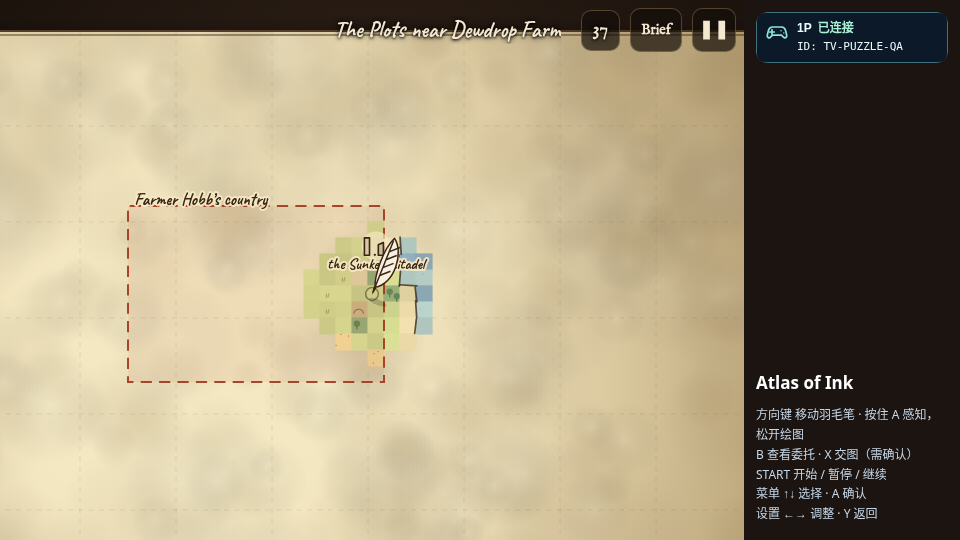 The Plots near Dewdrop Farm
37
Brief
1P 已连接
ID: TV-PUZZLE-QA
Farmer Hobb's country
the Sunke itadel
Atlas of Ink
方向键 移动羽毛笔 · 按住 A 感知，
松开绘图
B 查看委托 · X 交图（需确认）
START 开始 / 暂停 / 继续
菜单 ↑↓ 选择 · A 确认
设置 ←→ 调整 · Y 返回